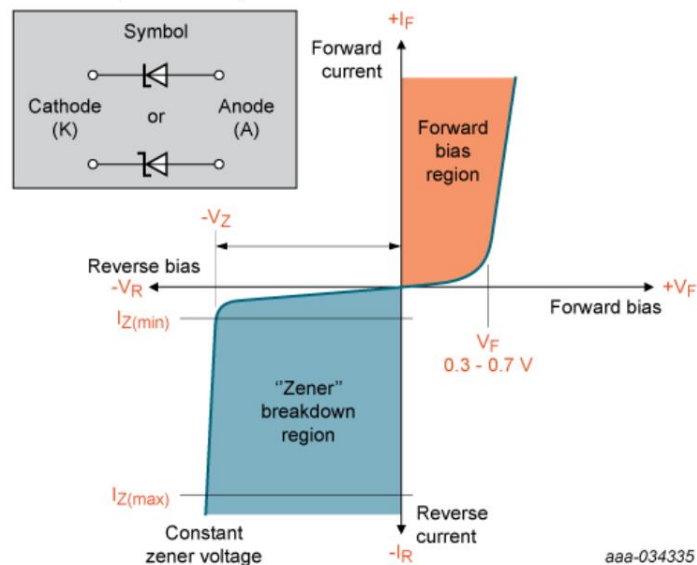 Symbol
Cathode
(K)
or
Anode
(A)
+IF
Forward
current
Forward
bias
region
-VZ
Reverse bias
-VR
+VF
Forward bias
IZ(min)
VF
0.3 - 0.7 V
‘‘Zener’’
breakdown
region
IZ(max)
Constant
zener voltage
Reverse
current
-IR
aaa-034335